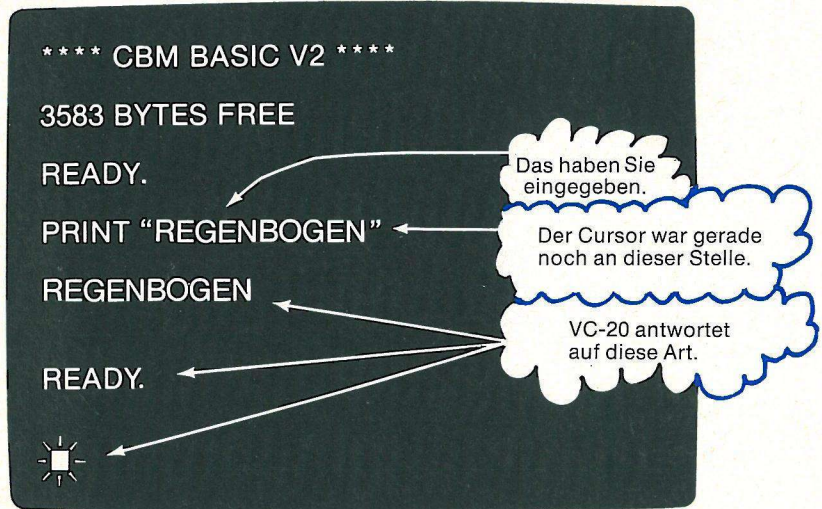 **** CBM BASIC V2 ****
3583 BYTES FREE
READY.
PRINT “REGENBOGEN”
REGENBOGEN
READY.
Das haben Sie
eingegeben.
Der Cursor war gerade
noch an dieser Stelle.
VC-20 antwortet
auf diese Art.